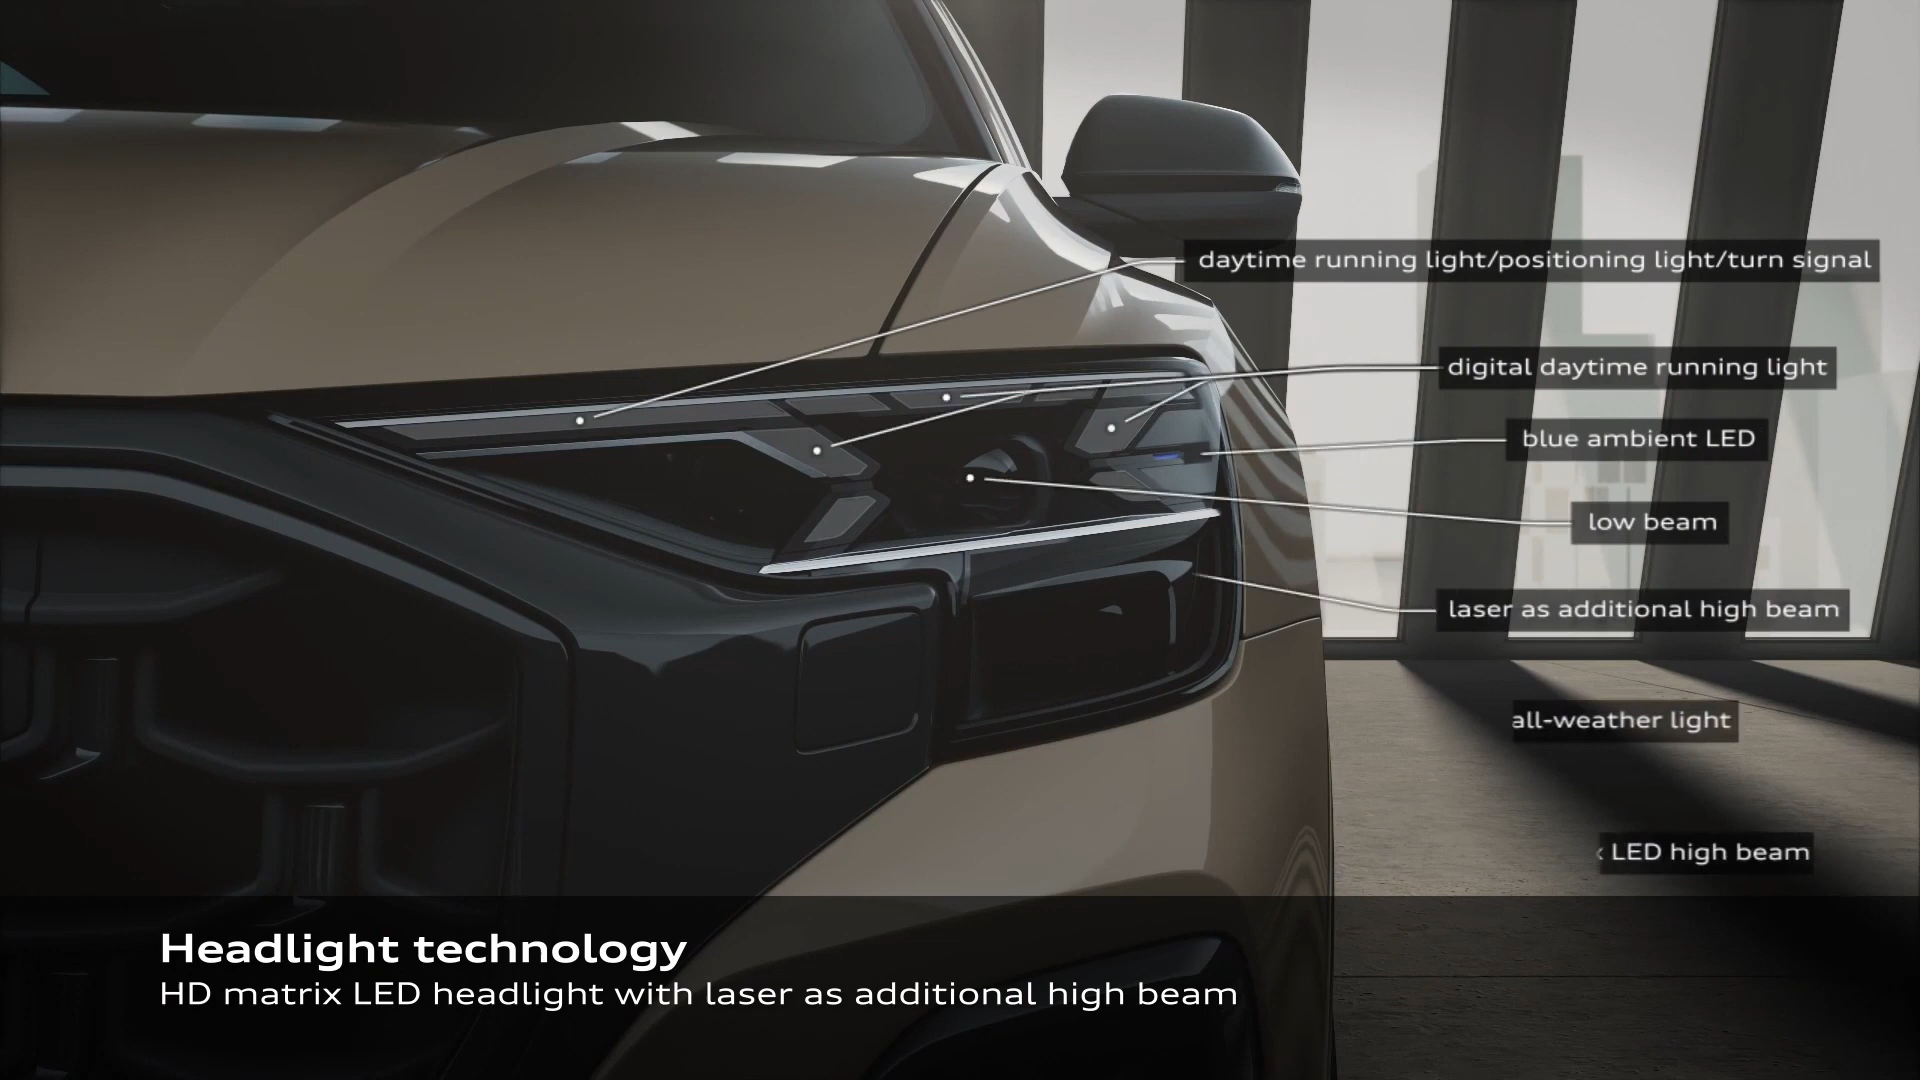 daytime running light/positioning light/turn signal
digital daytime running light
blue ambient LED
low beam
laser as additional high beam
all-weather light
LED high beam
Headlight technology
HD matrix LED headlight with laser as additional high beam